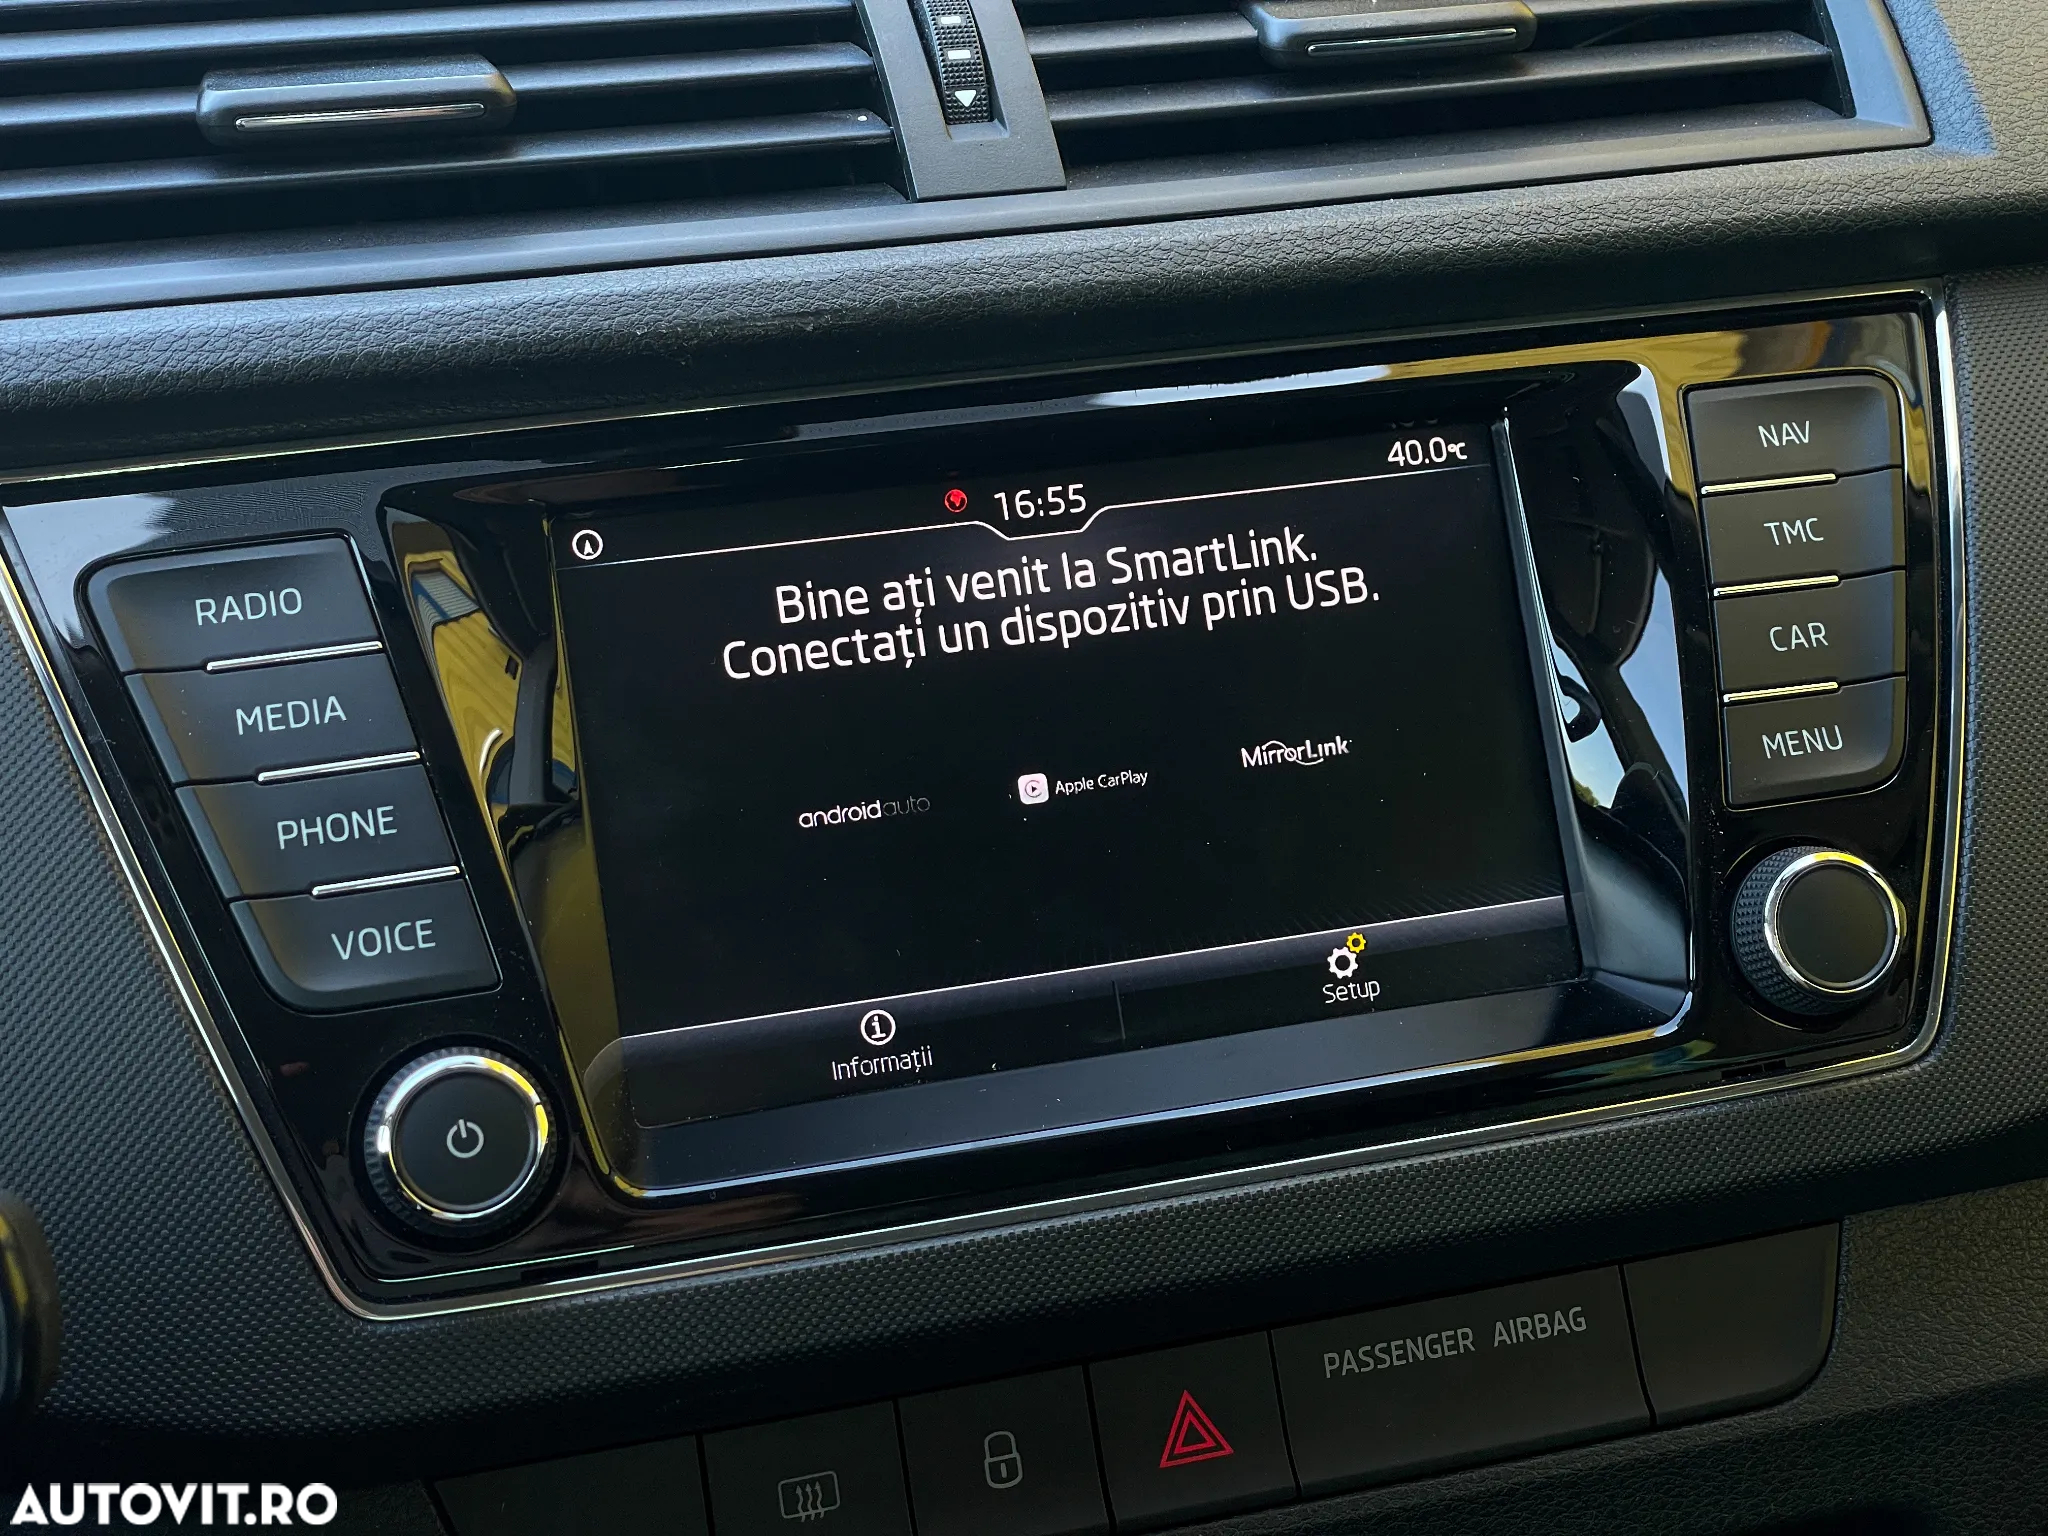 40.0°C
16:55
Bine ați venit la SmartLink.
Conectați un dispozitiv prin USB.
androidauto
Apple CarPlay
MirrorLink
Informații
Setup
RADIO
MEDIA
PHONE
VOICE
NAV
TMC
CAR
MENU
PASSENGER AIRBAG
AUTOVIT.RO